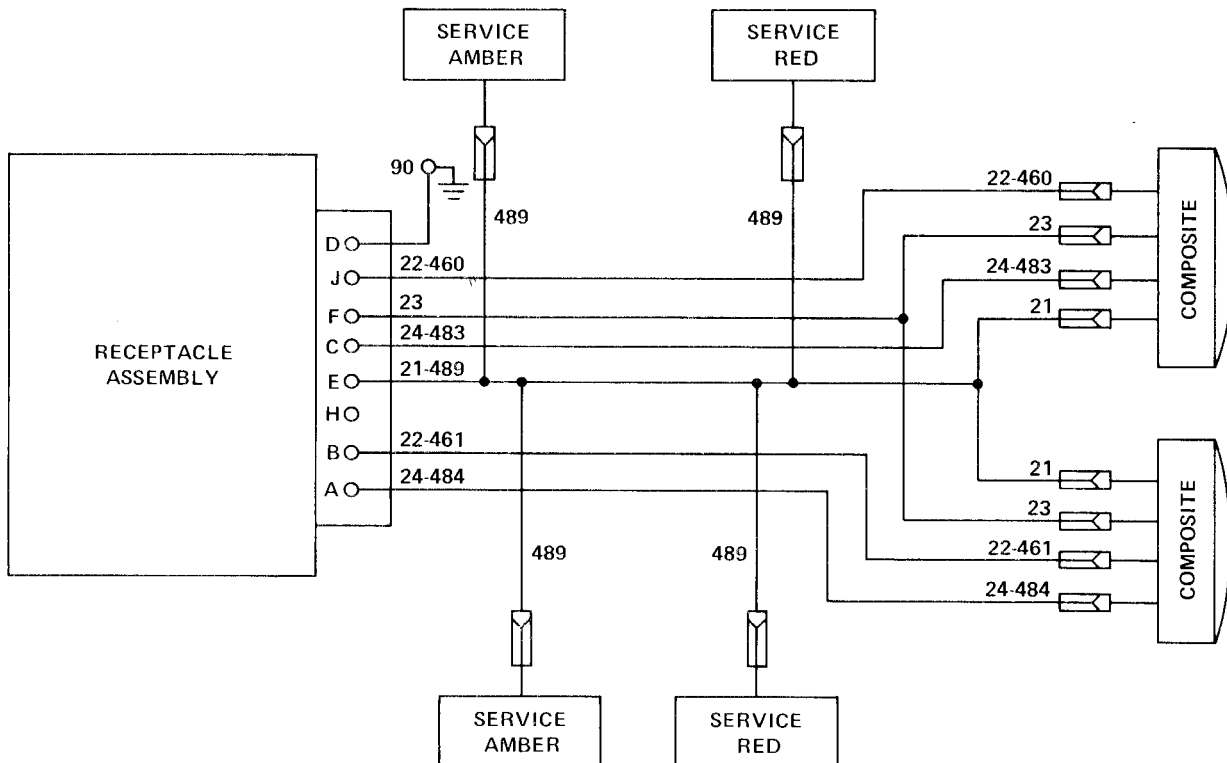 SERVICE
AMBER
SERVICE
RED
90
22-460
23
24-483
21
COMPOSITE
489
489
RECEPTACLE
ASSEMBLY
D
J 22-460
F 23
C 24-483
E 21-489
H
B 22-461
A 24-484
21
23
22-461
24-484
COMPOSITE
489
489
SERVICE
AMBER
SERVICE
RED